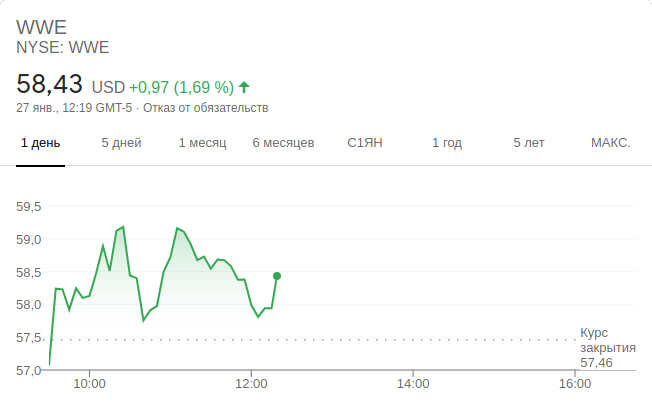 WWE
NYSE: WWE
58,43 USD +0,97 (1,69 %)
27 янв., 12:19 GMT-5 · Отказ от обязательств
1 день 5 дней 1 месяц 6 месяцев С1ЯН 1 год 5 лет МАКС.
59,5
59,0
58,5
58,0
57,5
57,0
Курс
закрытия
57,46
10:00 12:00 14:00 16:00